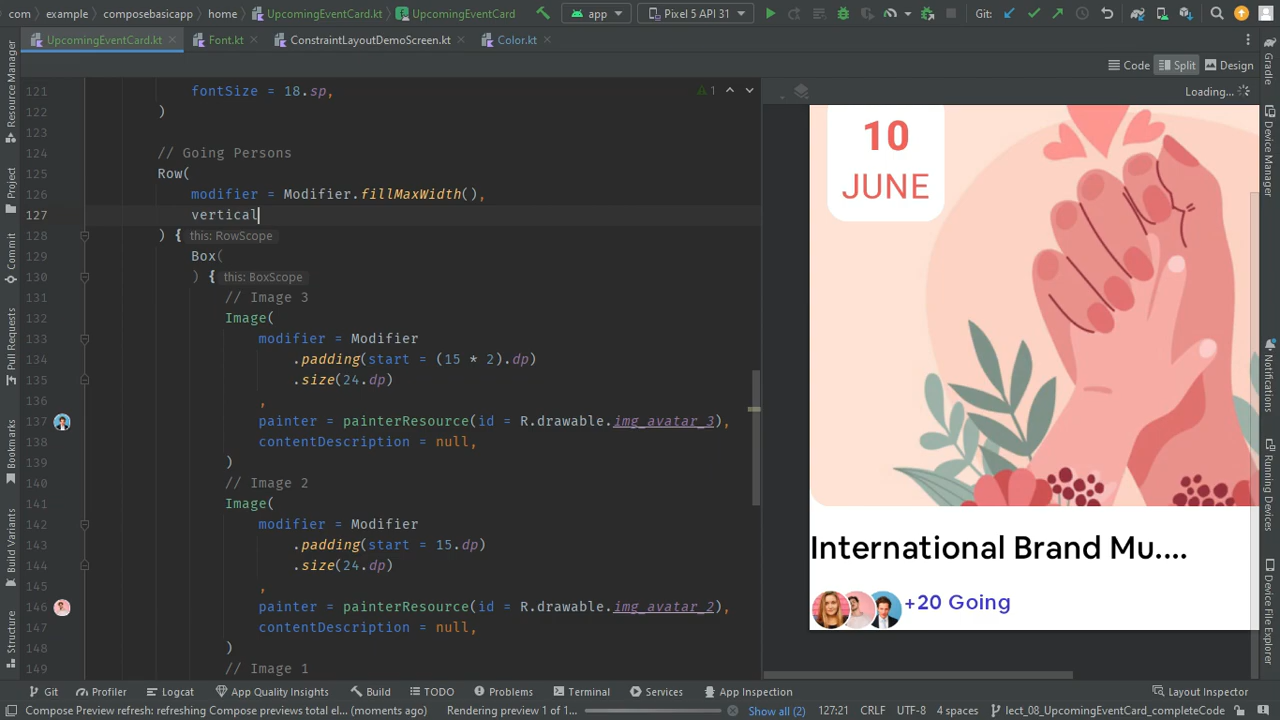 com > example > composebasicapp > home > UpcomingEventCard.kt > UpcomingEventCard
app
Pixel 5 API 31
Git:
UpcomingEventCard.kt
Font.kt
ConstraintLayoutDemoScreen.kt
Color.kt
Code
Split
Design
Loading...
Resource Manager
Project
Commit
Pull Requests
Bookmarks
Build Variants
Structure
121 fontSize = 18.sp,
122 )
123
124 // Going Persons
125 Row(
126 modifier = Modifier.fillMaxWidth(),
127 vertical
128 ) { this: RowScope
129 Box(
130 ) { this: BoxScope
131 // Image 3
132 Image(
133 modifier = Modifier
134 .padding(start = (15 * 2).dp)
135 .size(24.dp)
136 ,
137 painter = painterResource(id = R.drawable.img_avatar_3),
138 contentDescription = null,
139 )
140 // Image 2
141 Image(
142 modifier = Modifier
143 .padding(start = 15.dp)
144 .size(24.dp)
145 ,
146 painter = painterResource(id = R.drawable.img_avatar_2),
147 contentDescription = null,
148 )
149 // Image 1
1
10
JUNE
International Brand Mu....
+20 Going
Gradle
Device Manager
Notifications
Running Devices
Device File Explorer
Git
Profiler
Logcat
App Quality Insights
Build
TODO
Problems
Terminal
Services
App Inspection
Layout Inspector
Compose Preview refresh: refreshing Compose previews total el... (moments ago)
Rendering preview 1 of 1...
Show all (2)
127:21
CRLF
UTF-8
4 spaces
lect_08_UpcomingEventCard_completeCode